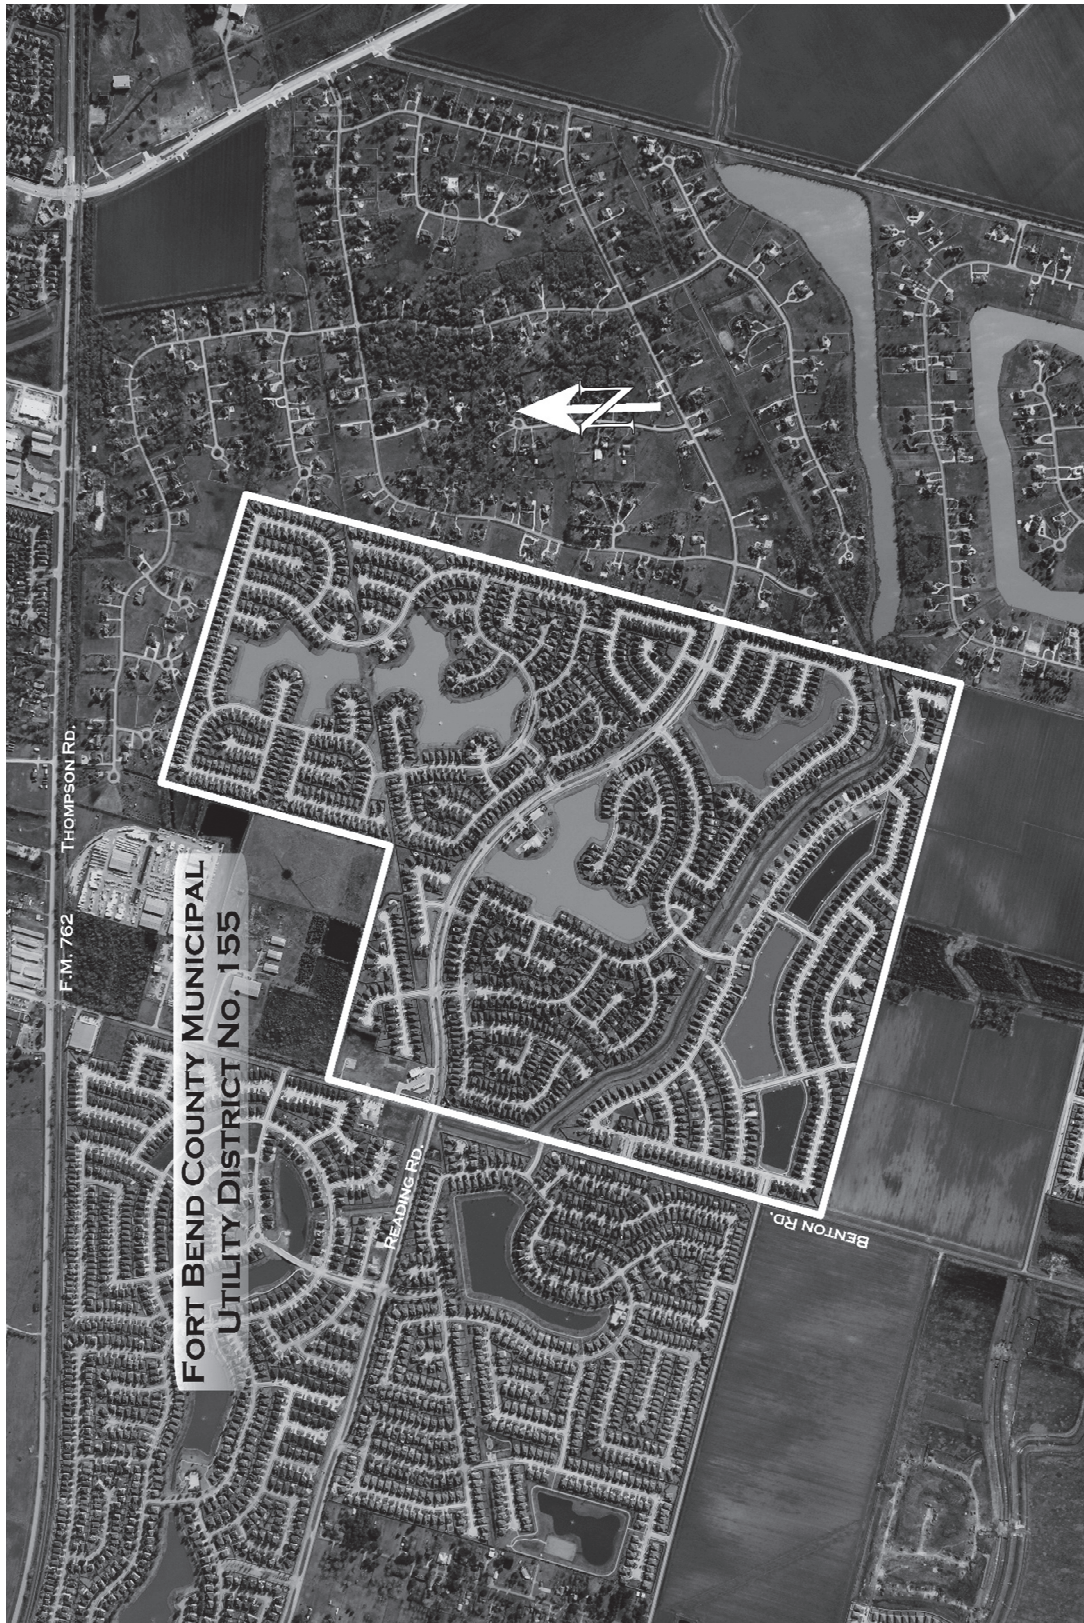 Fort Bend County Municipal
Utility District No. 155
F.M. 762 Thompson Rd.
Reading Rd.
Benton Rd.
N